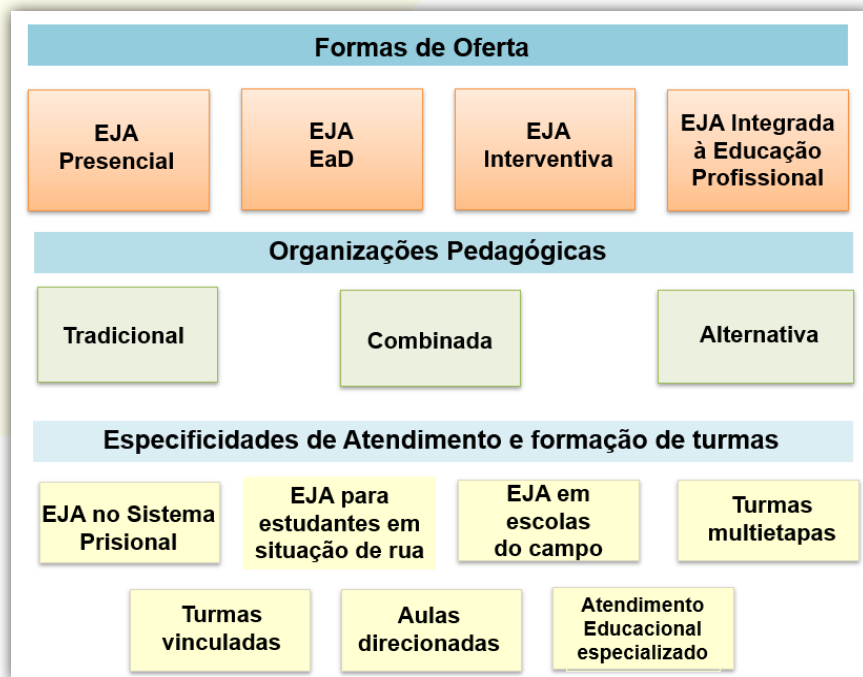 Formas de Oferta
EJA
Presencial
EJA
EaD
EJA
Interventiva
EJA Integrada
à Educação
Profissional
Organizações Pedagógicas
Tradicional
Combinada
Alternativa
Especificidades de Atendimento e formação de turmas
EJA no Sistema
Prisional
EJA para
estudantes em
situação de rua
EJA em
escolas
do campo
Turmas
multietapas
Turmas
vinculadas
Aulas
direcionadas
Atendimento
Educacional
especializado